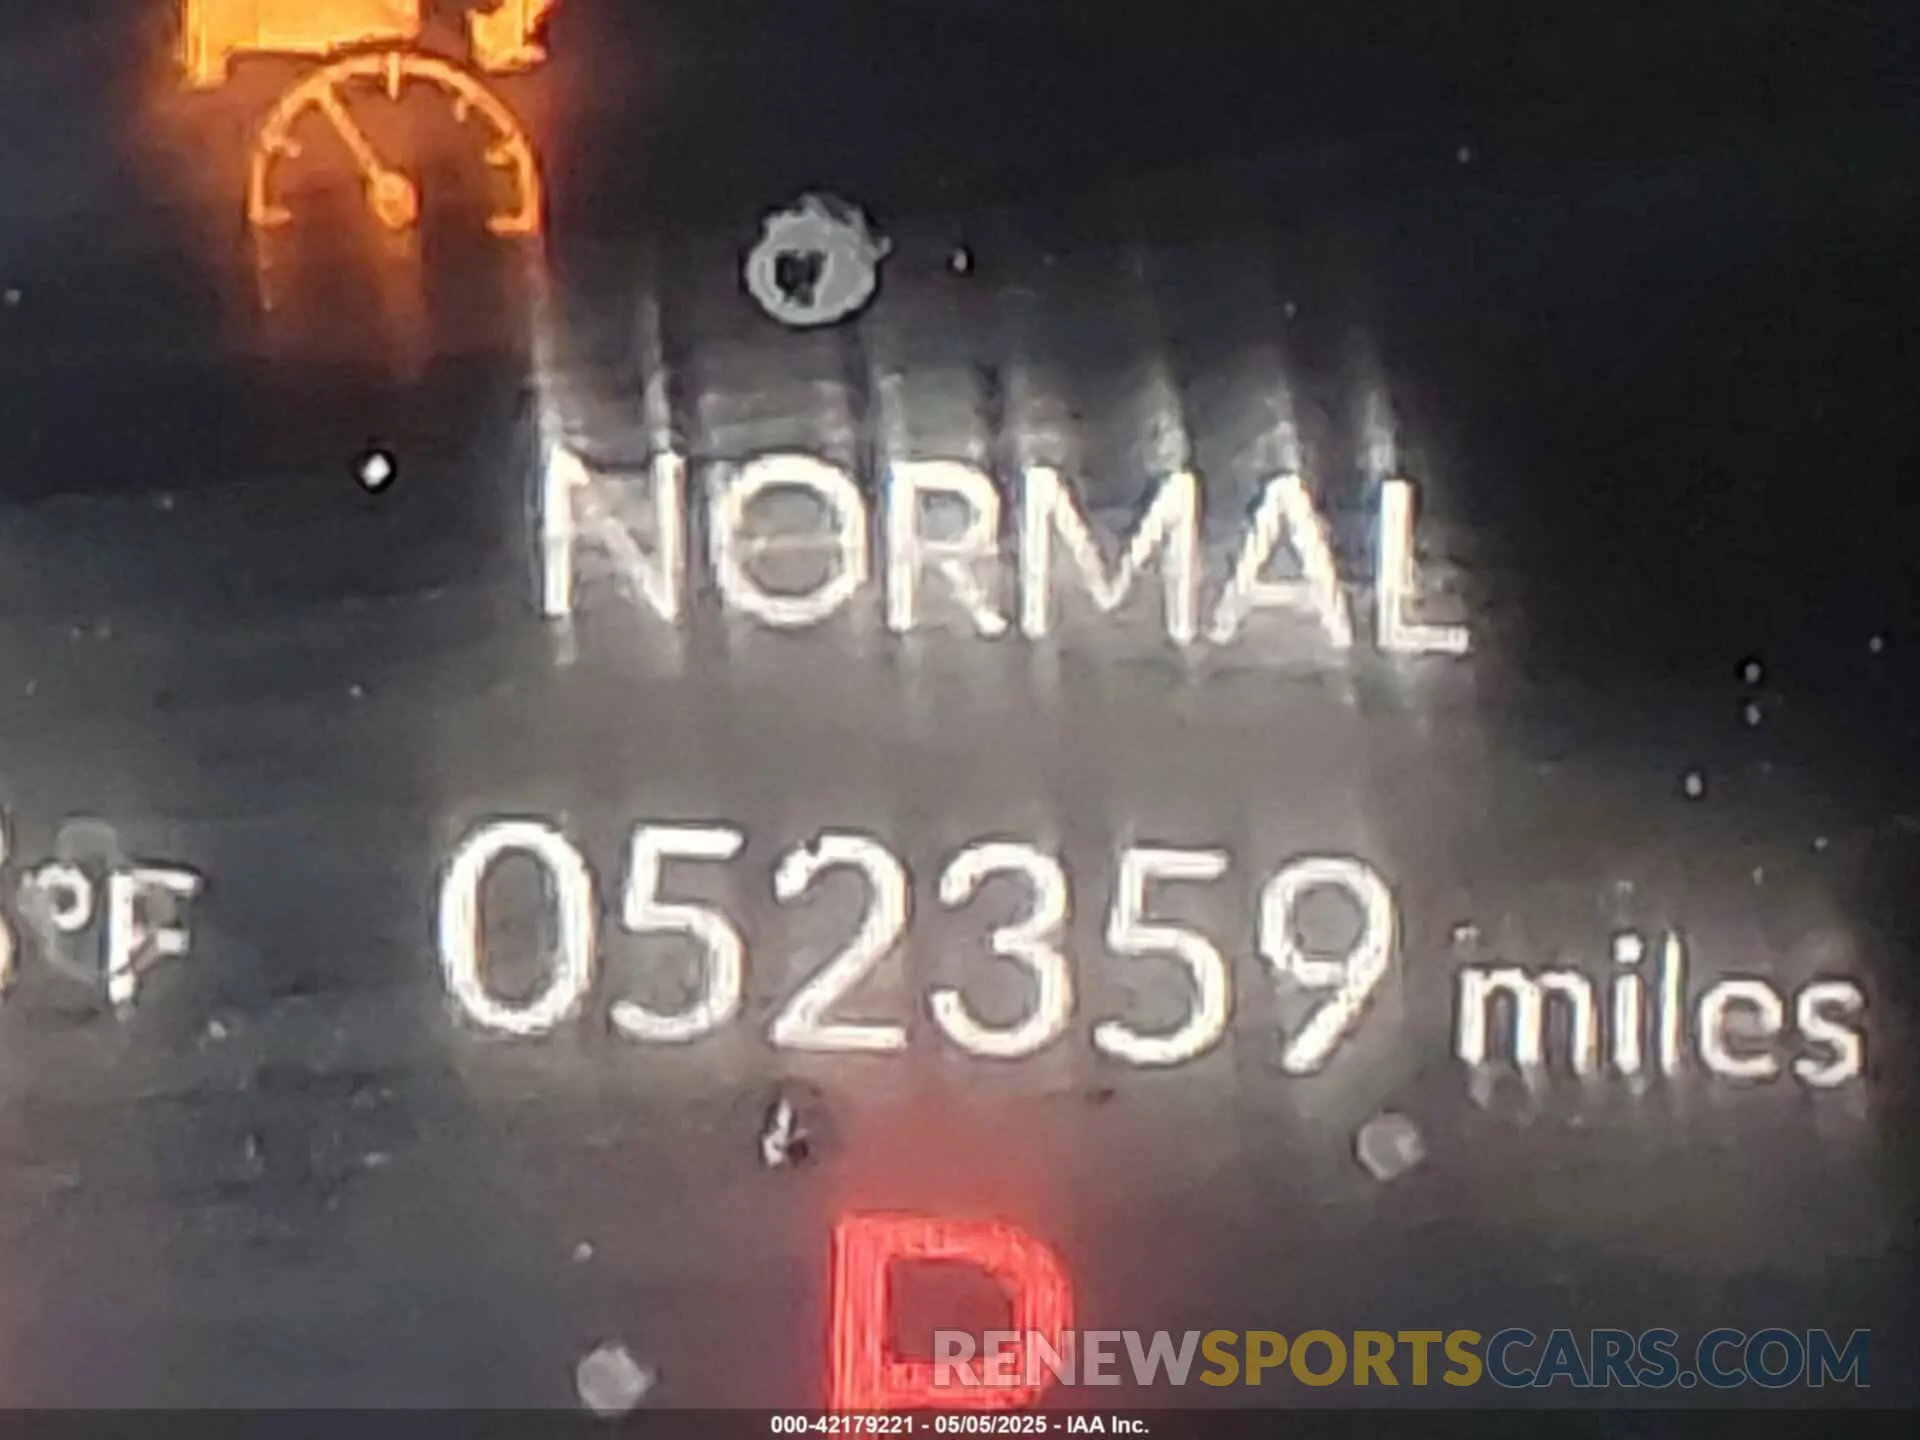 NORMAL
°F 052359 miles
P
RENEWSPORTSCARS.COM
000-42179221 - 05/05/2025 - IAA Inc.